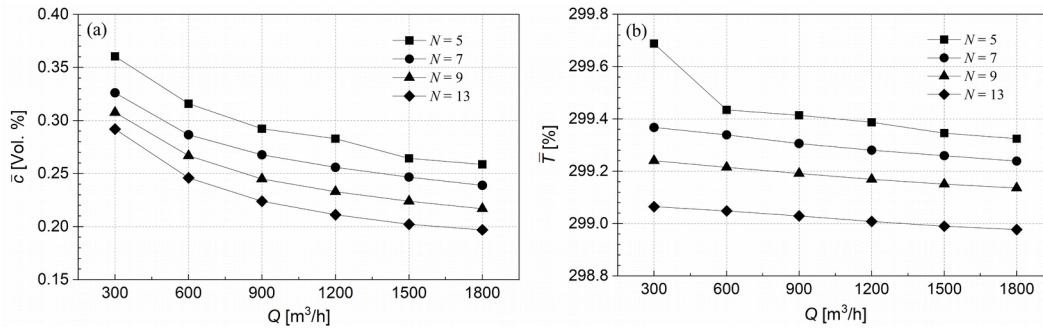 (a)
0.40
0.35
0.30
0.25
0.20
0.15
c̄ [Vol. %]
N = 5
N = 7
N = 9
N = 13
300 600 900 1200 1500 1800
Q [m³/h]
(b)
299.8
299.6
299.4
299.2
299.0
298.8
T̄ [%]
N = 5
N = 7
N = 9
N = 13
300 600 900 1200 1500 1800
Q [m³/h]